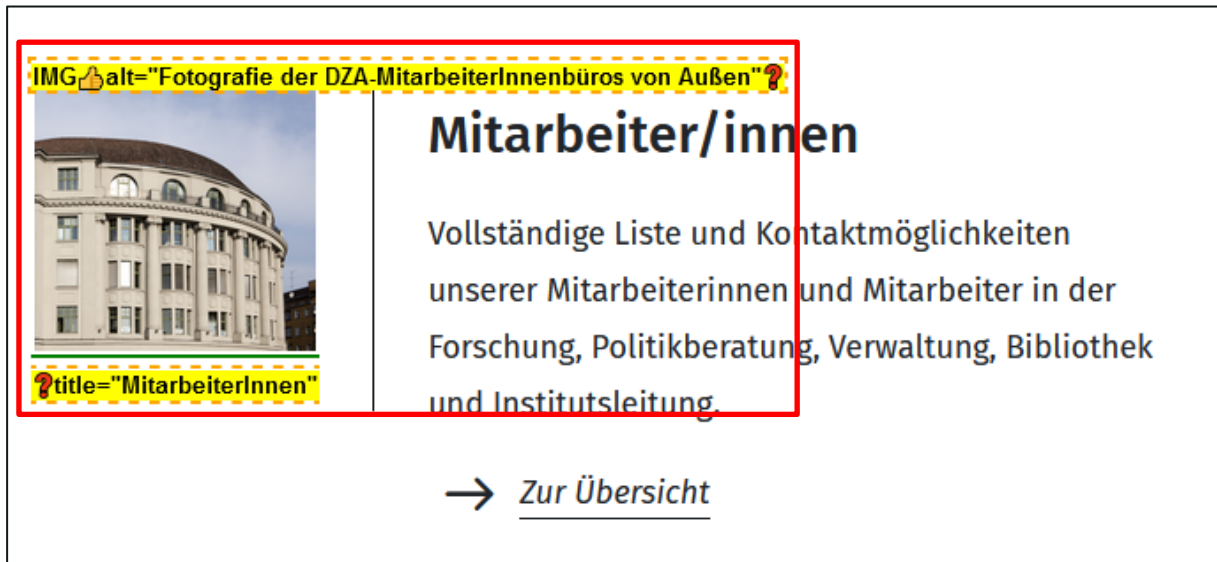 IMG👍alt="Fotografie der DZA-MitarbeiterInnenbüros von Außen"❓
Mitarbeiter/innen
Vollständige Liste und Kontaktmöglichkeiten
unserer Mitarbeiterinnen und Mitarbeiter in der
Forschung, Politikberatung, Verwaltung, Bibliothek
und Institutsleitung.
❓title="MitarbeiterInnen"
→ Zur Übersicht